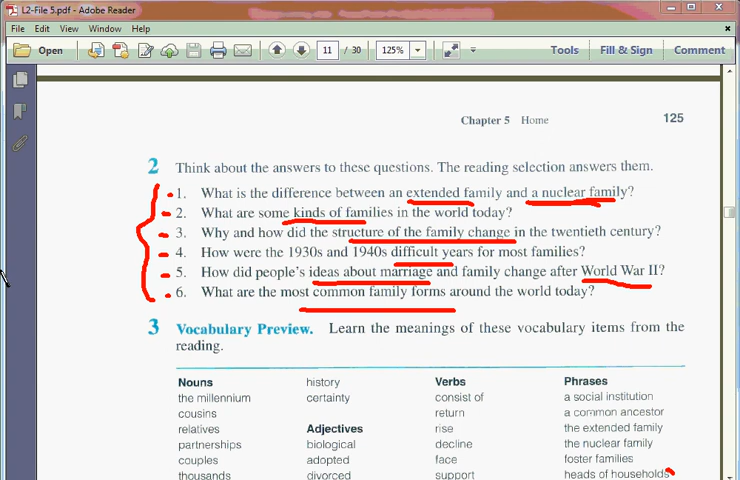 L2-File 5.pdf - Adobe Reader
File Edit View Window Help
Open 11 / 30 125% Tools Fill & Sign Comment
Chapter 5 Home 125
2 Think about the answers to these questions. The reading selection answers them.
1. What is the difference between an extended family and a nuclear family?
2. What are some kinds of families in the world today?
3. Why and how did the structure of the family change in the twentieth century?
4. How were the 1930s and 1940s difficult years for most families?
5. How did people's ideas about marriage and family change after World War II?
6. What are the most common family forms around the world today?
3 Vocabulary Preview. Learn the meanings of these vocabulary items from the
reading.
Nouns history Verbs Phrases
the millennium certainty consist of a social institution
cousins return a common ancestor
relatives Adjectives rise the extended family
partnerships biological decline the nuclear family
couples adopted face foster families
thousands divorced support heads of households